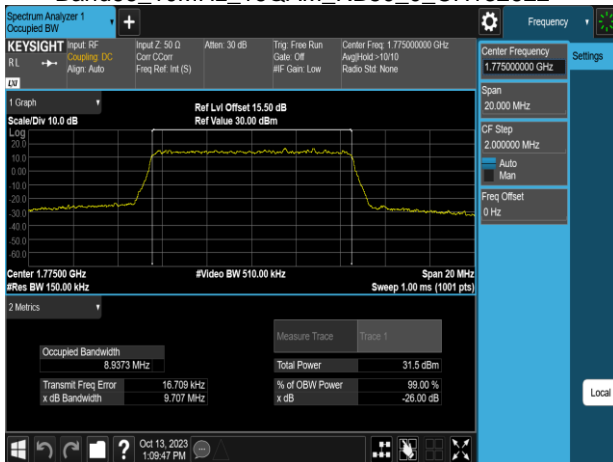 Spectrum Analyzer 1
Occupied BW
Frequency
KEYSIGHT
RL
Input: RF
Coupling: DC
Align: Auto
Input Z: 50 Ω
Corr CCorr
Freq Ref: Int (S)
Atten: 30 dB
Trig: Free Run
Gate: Off
#IF Gain: Low
Center Freq: 1.775000000 GHz
Avg|Hold:>10/10
Radio Std: None
LXI
1 Graph
Scale/Div 10.0 dB
Ref Lvl Offset 15.50 dB
Ref Value 30.00 dBm
Log
20.0
10.0
0.00
-10.0
-20.0
-30.0
-40.0
-50.0
-60.0
Center 1.77500 GHz
#Res BW 150.00 kHz
#Video BW 510.00 kHz
Span 20 MHz
Sweep 1.00 ms (1001 pts)
2 Metrics
Measure Trace
Trace 1
Occupied Bandwidth
8.9373 MHz
Total Power
31.5 dBm
Transmit Freq Error
16.709 kHz
% of OBW Power
99.00 %
x dB Bandwidth
9.707 MHz
x dB
-26.00 dB
Center Frequency
1.775000000 GHz
Settings
Span
20.000 MHz
CF Step
2.000000 MHz
Auto
Man
Freq Offset
0 Hz
Local
Oct 13, 2023
1:09:47 PM